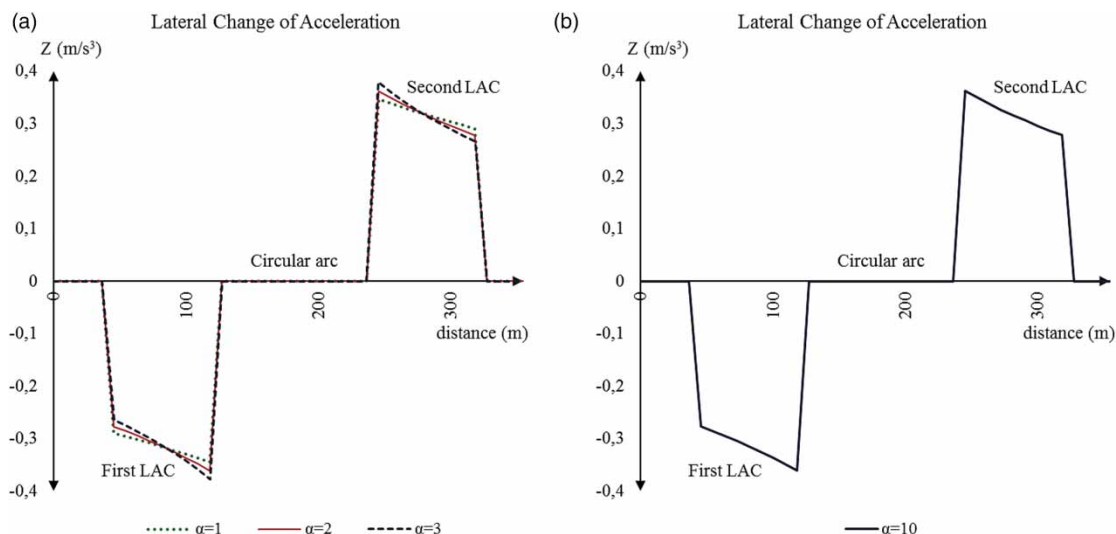 (a)
Lateral Change of Acceleration
Z (m/s³)
0,4
0,3
0,2
0,1
0
-0,1
-0,2
-0,3
-0,4
Second LAC
Circular arc
0
100
200
300
distance (m)
First LAC
α=1
α=2
α=3
(b)
Lateral Change of Acceleration
Z (m/s³)
0,4
0,3
0,2
0,1
0
-0,1
-0,2
-0,3
-0,4
Second LAC
Circular arc
0
100
200
300
distance (m)
First LAC
α=10